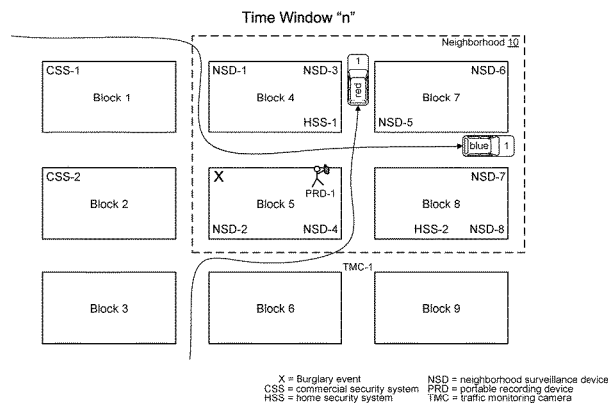 Time Window “n”
Neighborhood 10
CSS-1
Block 1
NSD-1 NSD-3
Block 4
HSS-1
1
red
NSD-6
Block 7
NSD-5
blue 1
CSS-2
Block 2
X
PRD-1
Block 5
NSD-2 NSD-4
NSD-7
Block 8
HSS-2 NSD-8
TMC-1
Block 3
Block 6
Block 9
X = Burglary event
CSS = commercial security system
HSS = home security system
NSD = neighborhood surveillance device
PRD = portable recording device
TMC = traffic monitoring camera